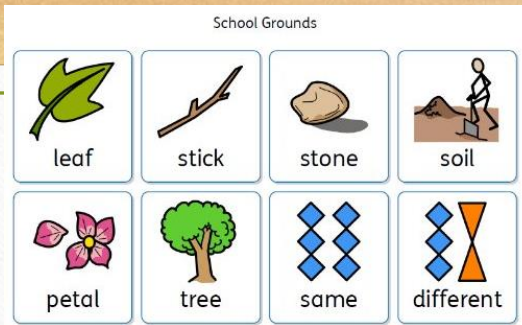 School Grounds
leaf stick stone soil
petal tree same different